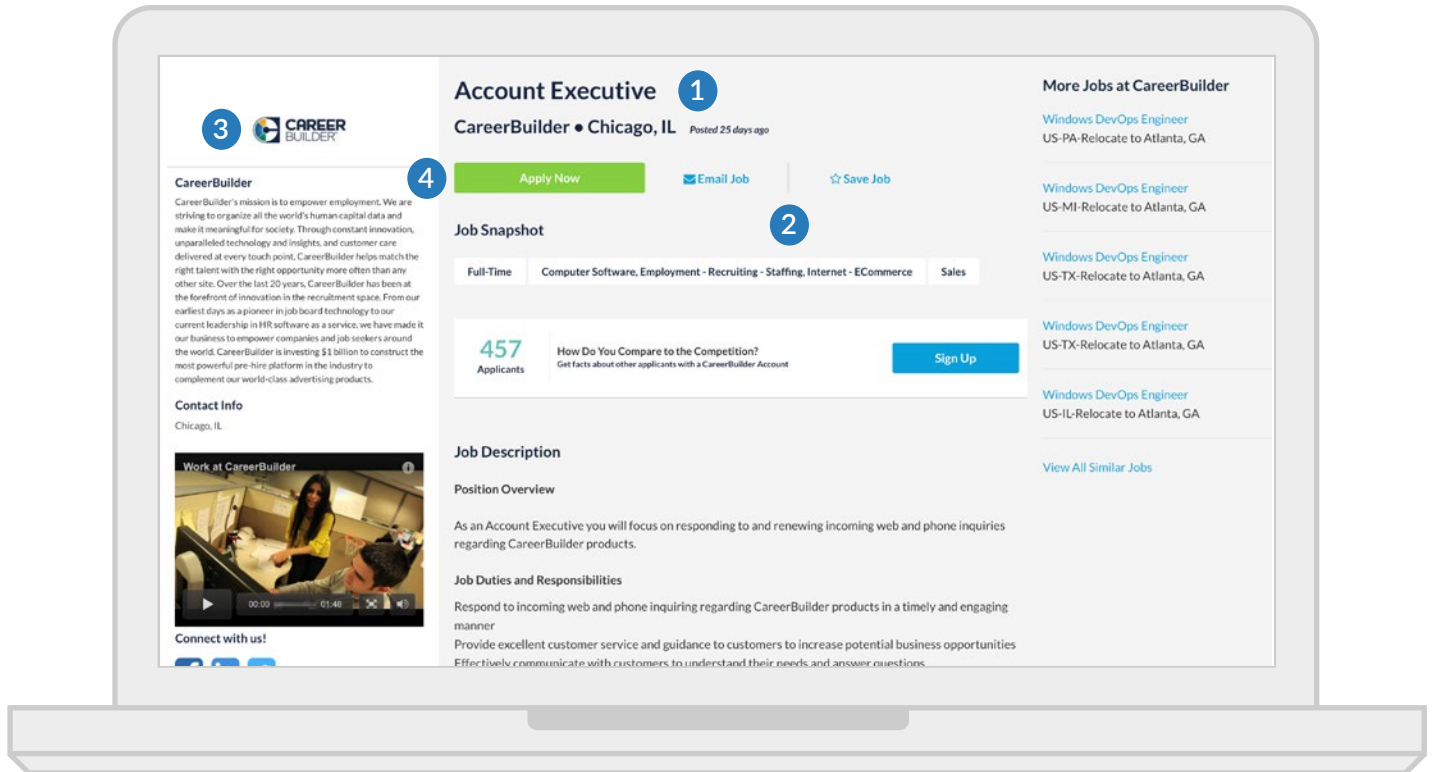 3
CAREER
BUILDER
CareerBuilder
CareerBuilder's mission is to empower employment. We are
striving to organize all the world's human capital data and
make it meaningful for society. Through constant innovation,
unparalleled technology and insights, and customer care
delivered at every touch point, CareerBuilder helps match the
right talent with the right opportunity more often than any
other site. Over the last 20 years, CareerBuilder has been at
the forefront of innovation in the recruitment space. From our
earliest days as a pioneer in job board technology to our
current leadership in HR software as a service, we have made it
our business to empower companies and job seekers around
the world. CareerBuilder is investing $1 billion to construct the
most powerful pre-hire platform in the industry to
complement our world-class advertising products.
Contact Info
Chicago, IL
Work at CareerBuilder
00:00 01:48
Connect with us!
Account Executive 1
CareerBuilder • Chicago, IL Posted 25 days ago
4 Apply Now Email Job Save Job
2
Job Snapshot
Full-Time Computer Software, Employment - Recruiting - Staffing, Internet - ECommerce Sales
457
Applicants
How Do You Compare to the Competition?
Get facts about other applicants with a CareerBuilder Account
Sign Up
Job Description
Position Overview
As an Account Executive you will focus on responding to and renewing incoming web and phone inquiries
regarding CareerBuilder products.
Job Duties and Responsibilities
Respond to incoming web and phone inquiring regarding CareerBuilder products in a timely and engaging
manner
Provide excellent customer service and guidance to customers to increase potential business opportunities
Effectively communicate with customers to understand their needs and answer questions
More Jobs at CareerBuilder
Windows DevOps Engineer
US-PA-Relocate to Atlanta, GA
Windows DevOps Engineer
US-MI-Relocate to Atlanta, GA
Windows DevOps Engineer
US-TX-Relocate to Atlanta, GA
Windows DevOps Engineer
US-TX-Relocate to Atlanta, GA
Windows DevOps Engineer
US-IL-Relocate to Atlanta, GA
View All Similar Jobs